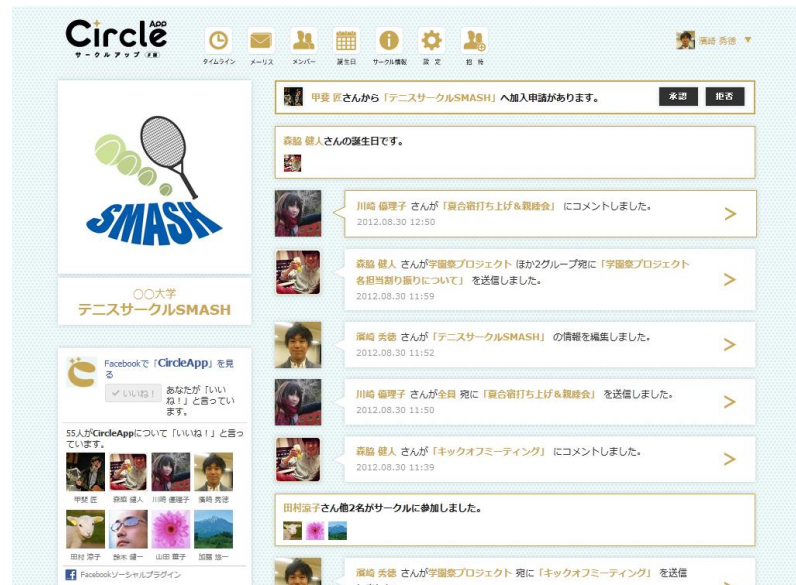 Circle App
サークルアップ
タイムライン
メーリス
メンバー
誕生日
サークル情報
設 定
招 待
濱崎 秀徳 ▼
甲斐 匠さんから「テニスサークルSMASH」へ加入申請があります。
承認
拒否
森脇 健人さんの誕生日です。
SMASH
川崎 優理子 さんが「夏合宿打ち上げ＆親睦会」 にコメントしました。
2012.08.30 12:50
>
森脇 健人 さんが学園祭プロジェクト ほか2グループ宛に「学園祭プロジェクト
各担当割り振りについて」 を送信しました。
2012.08.30 11:59
>
○○大学
テニスサークルSMASH
濱崎 秀徳 さんが「テニスサークルSMASH」 の情報を編集しました。
2012.08.30 11:52
>
川崎 優理子 さんが全員 宛に「夏合宿打ち上げ＆親睦会」 を送信しました。
2012.08.30 11:50
>
森脇 健人 さんが「キックオフミーティング」 にコメントしました。
2012.08.30 11:39
>
田村涼子さん他2名がサークルに参加しました。
濱崎 秀徳 さんが学園祭プロジェクト 宛に「キックオフミーティング」 を送信
Facebookで「CircleApp」を見
る
いいね！
あなたが「いい
ね！」と言ってい
ます。
55人がCircleAppについて「いいね！」と言っ
ています。
甲斐 匠
森脇 健人
川崎 優理子
濱崎 秀徳
田村 涼子
鈴木 健一
山田 葉子
加藤 浩一
Facebookソーシャルプラグイン